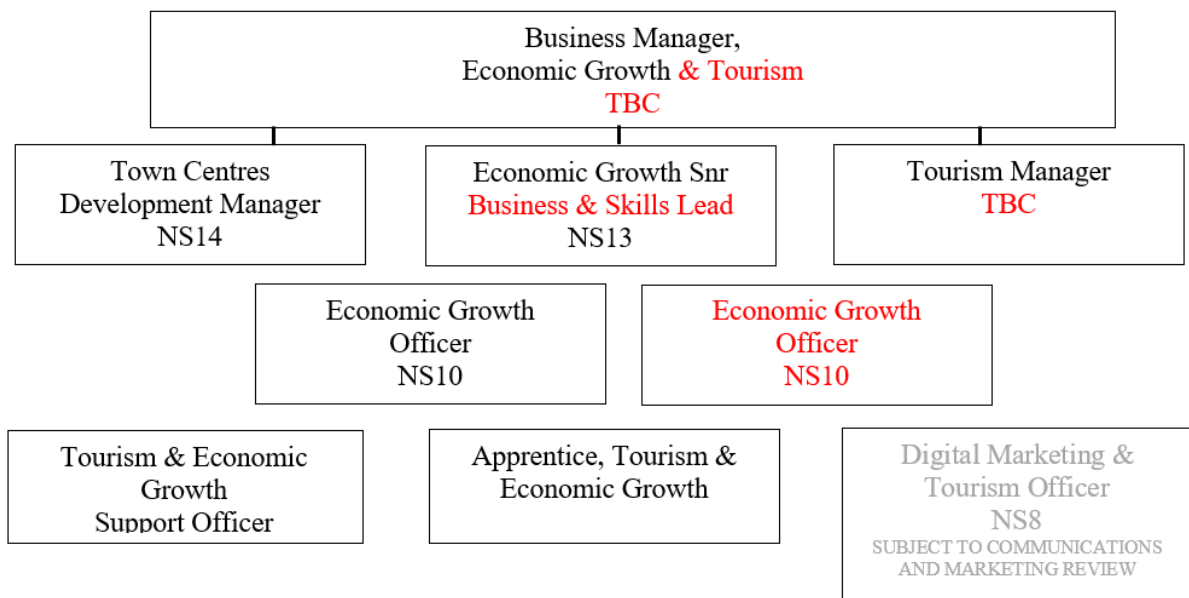 Business Manager,
Economic Growth & Tourism
TBC
Town Centres
Development Manager
NS14
Economic Growth Snr
Business & Skills Lead
NS13
Tourism Manager
TBC
Economic Growth
Officer
NS10
Economic Growth
Officer
NS10
Tourism & Economic
Growth
Support Officer
Apprentice, Tourism &
Economic Growth
Digital Marketing &
Tourism Officer
NS8
SUBJECT TO COMMUNICATIONS
AND MARKETING REVIEW